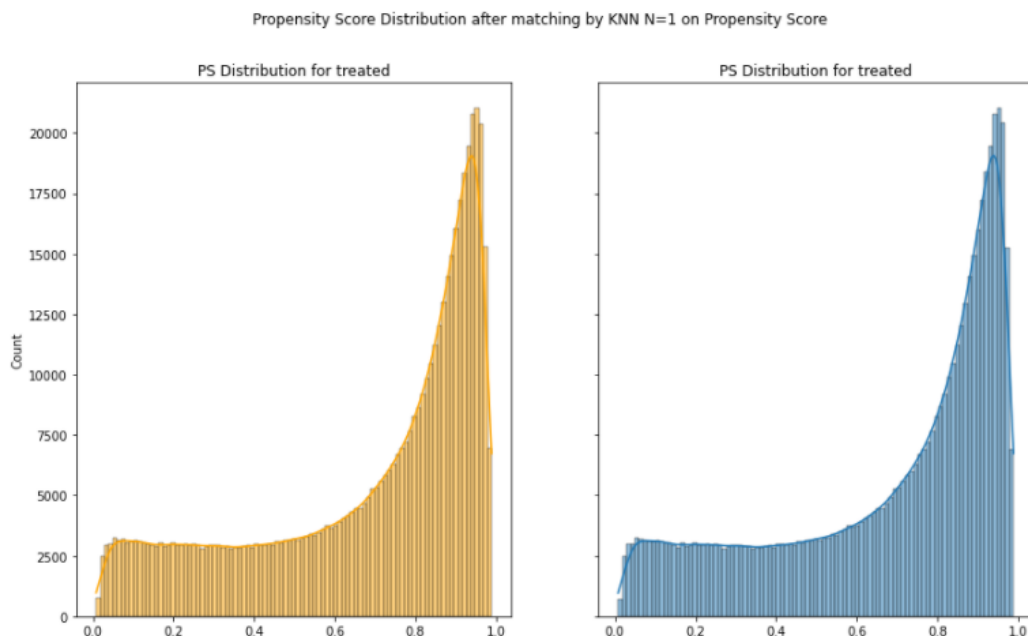 Propensity Score Distribution after matching by KNN N=1 on Propensity Score
PS Distribution for treated
PS Distribution for treated
20000
17500
15000
12500
10000
7500
5000
2500
0
Count
0.0 0.2 0.4 0.6 0.8 1.0
0.0 0.2 0.4 0.6 0.8 1.0